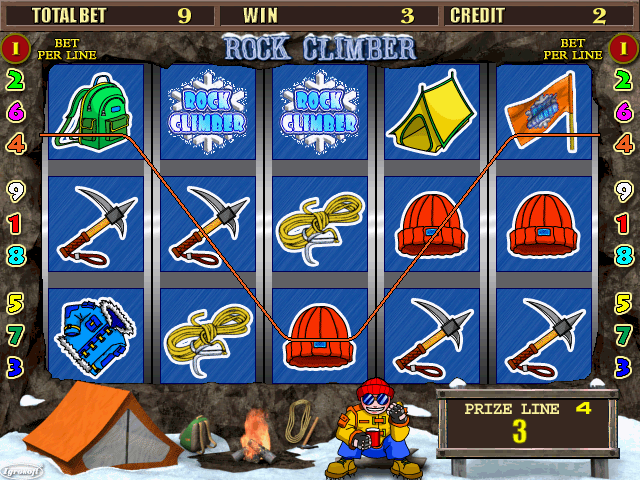 TOTAL BET 9 WIN 3 CREDIT 2
ROCK CLIMBER
1 BET PER LINE
BET PER LINE 1
2 2
6 6
4 4
ROCK CLIMBER
ROCK CLIMBER
9 9
1 1
8 8
5 5
7 7
3 3
PRIZE LINE 4
3
Igrosoft